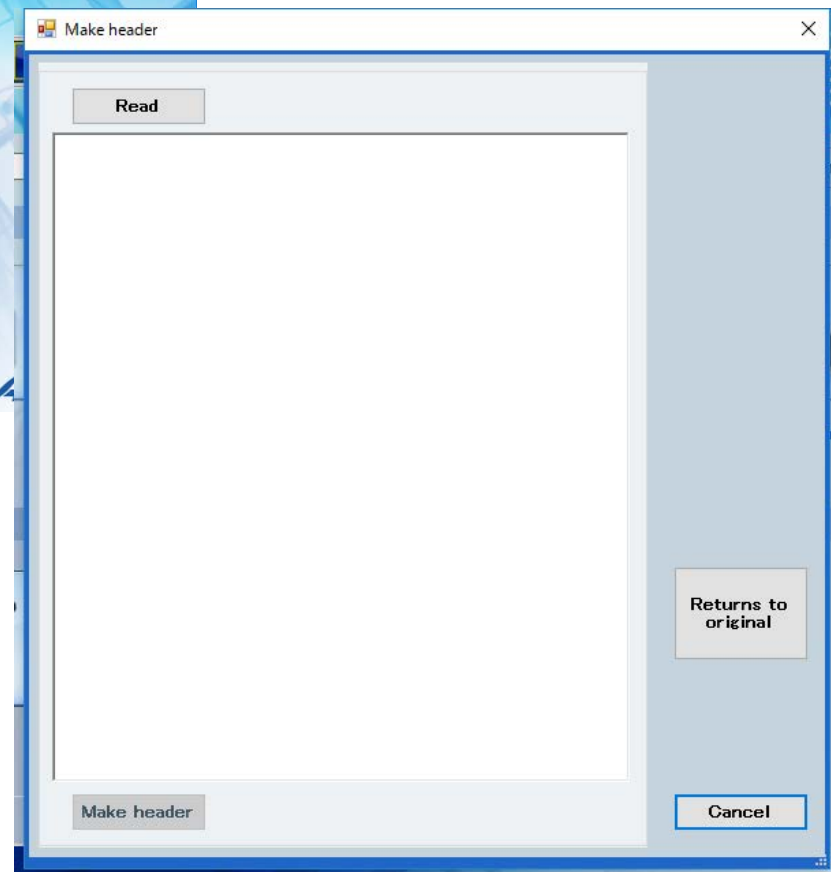 Make header
Read
Returns to
original
Make header
Cancel